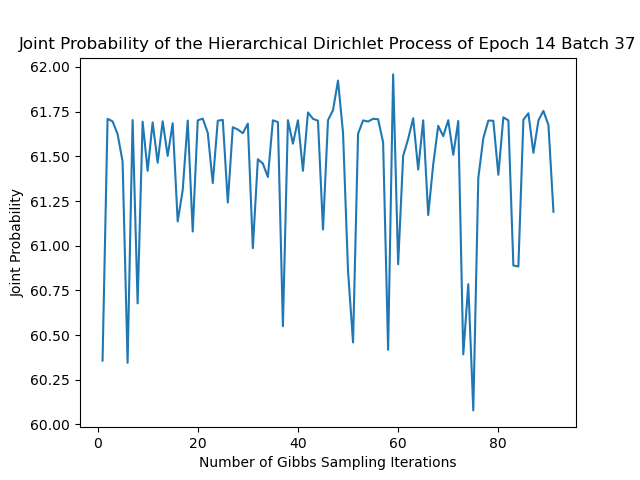 Joint Probability of the Hierarchical Dirichlet Process of Epoch 14 Batch 37
62.00
61.75
61.50
61.25
61.00
60.75
60.50
60.25
60.00
Joint Probability
0 20 40 60 80
Number of Gibbs Sampling Iterations